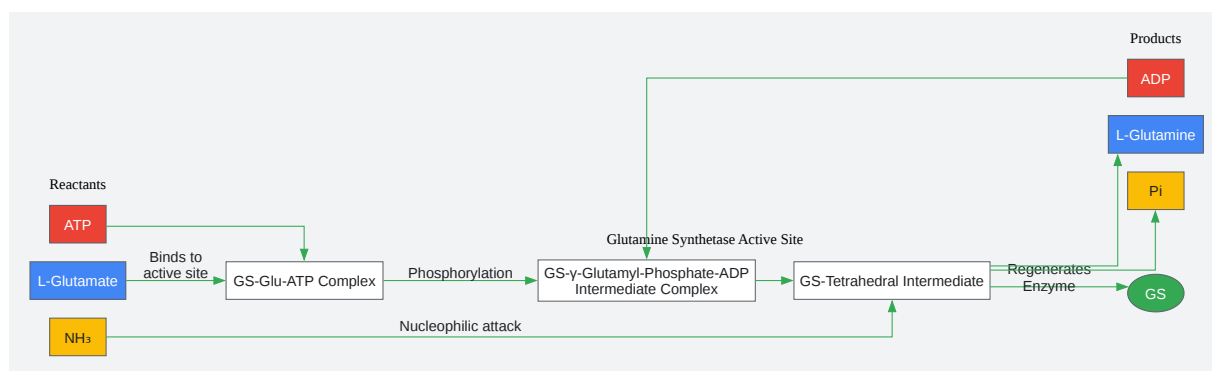 Products
ADP
L-Glutamine
Pi
Reactants
ATP
Glutamine Synthetase Active Site
Binds to
active site
L-Glutamate
GS-Glu-ATP Complex
Phosphorylation
GS-γ-Glutamyl-Phosphate-ADP
Intermediate Complex
GS-Tetrahedral Intermediate
Regenerates
Enzyme
GS
Nucleophilic attack
NH₃